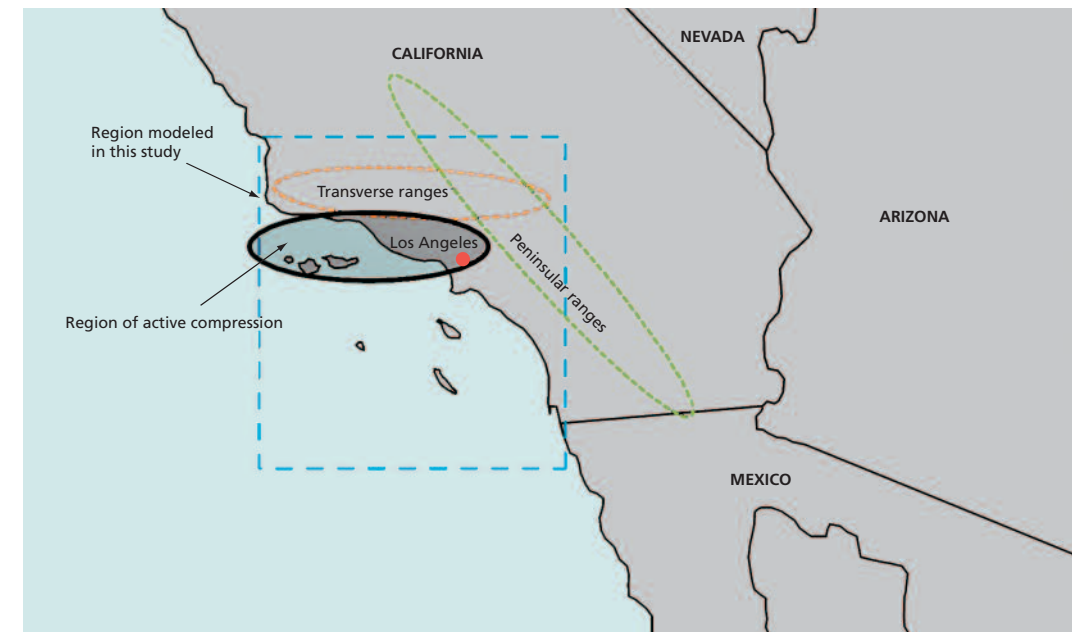 NEVADA
CALIFORNIA
Region modeled
in this study
Transverse ranges
ARIZONA
Los Angeles
Peninsular ranges
Region of active compression
MEXICO